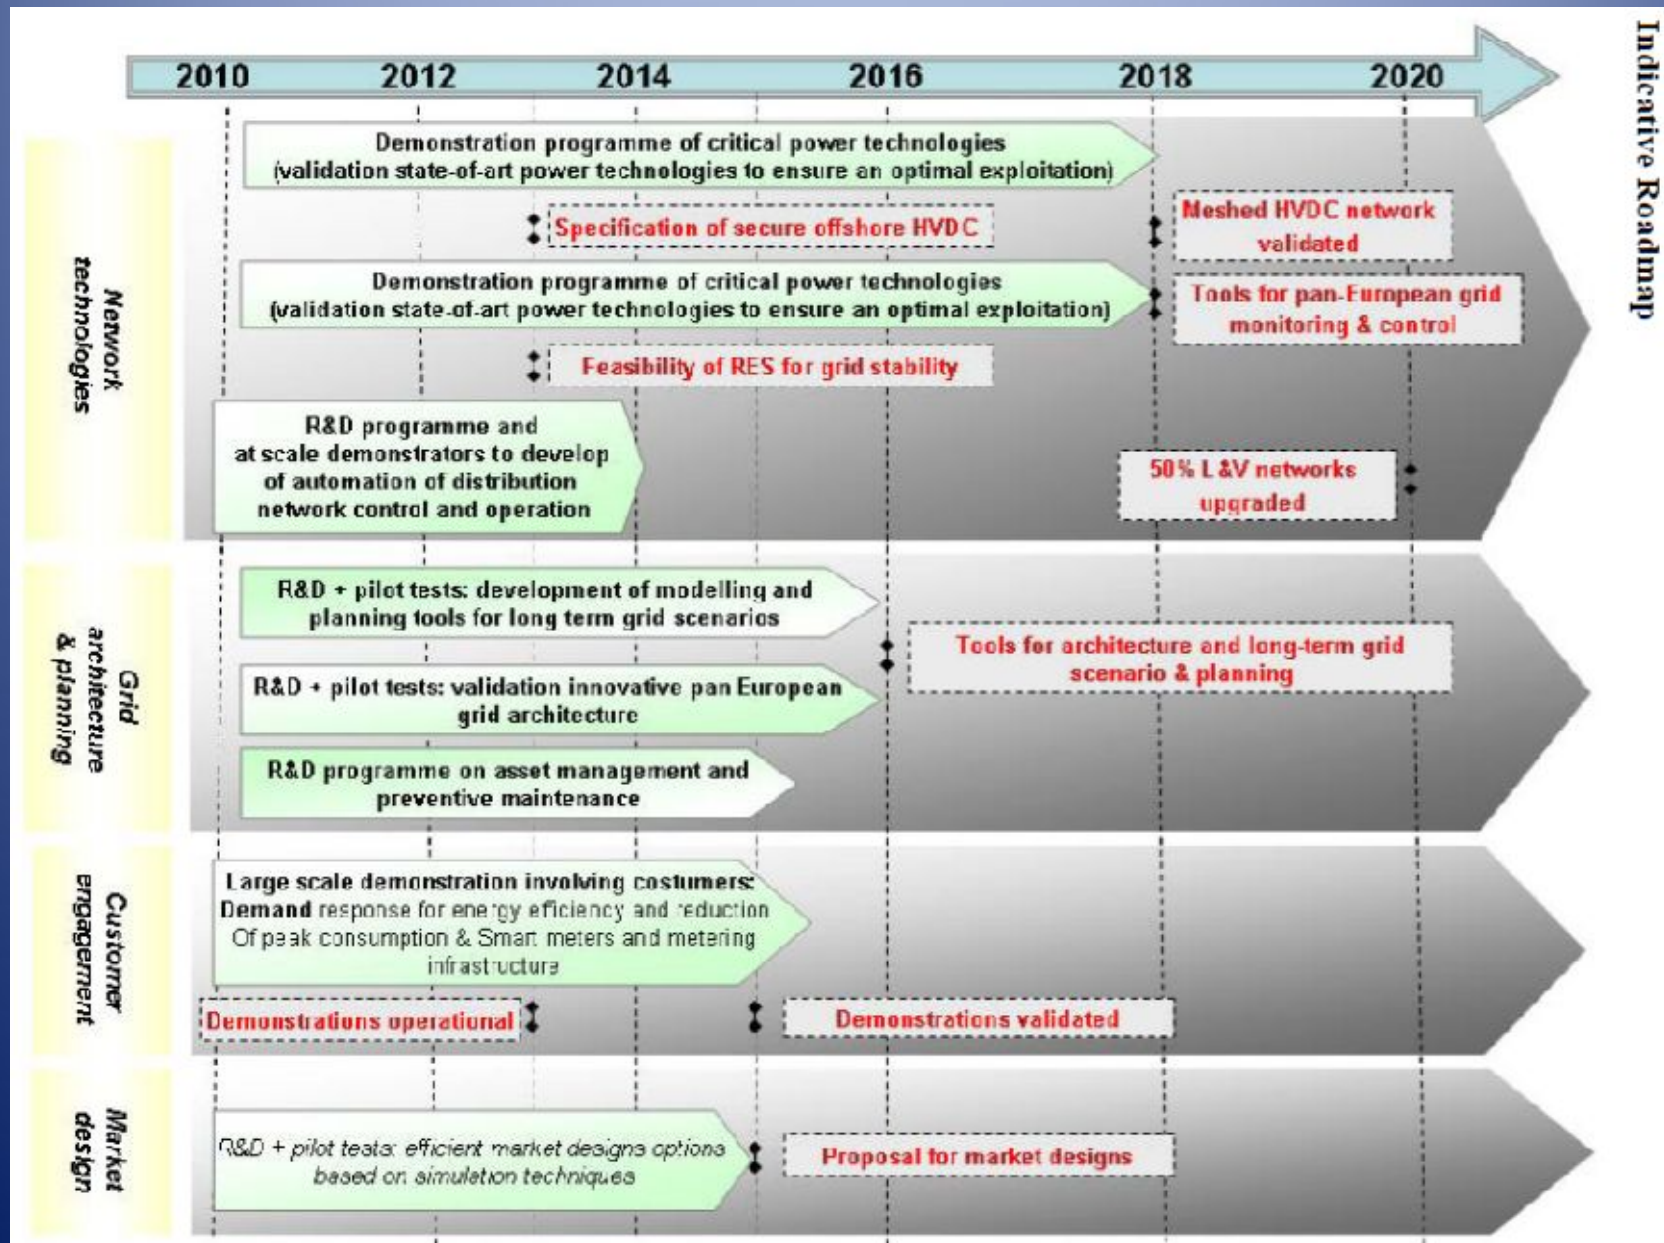 Indicative Roadmap
2010 2012 2014 2016 2018 2020
Network
technologies
Demonstration programme of critical power technologies
(validation state-of-art power technologies to ensure an optimal exploitation)
Specification of secure offshore HVDC
Meshed HVDC network
validated
Demonstration programme of critical power technologies
(validation state-of-art power technologies to ensure an optimal exploitation)
Tools for pan-European grid
monitoring & control
Feasibility of RES for grid stability
R&D programme and
at scale demonstrators to develop
of automation of distribution
network control and operation
50% L&V networks
upgraded
Grid
architecture
& planning
R&D + pilot tests: development of modelling and
planning tools for long term grid scenarios
Tools for architecture and long-term grid
scenario & planning
R&D + pilot tests: validation innovative pan European
grid architecture
R&D programme on asset management and
preventive maintenance
Customer
engagement
Large scale demonstration involving costumers:
Demand response for energy efficiency and reduction
Of peak consumption & Smart meters and metering
infrastructure
Demonstrations operational
Demonstrations validated
Market
design
R&D + pilot tests: efficient market designs options
based on simulation techniques
Proposal for market designs